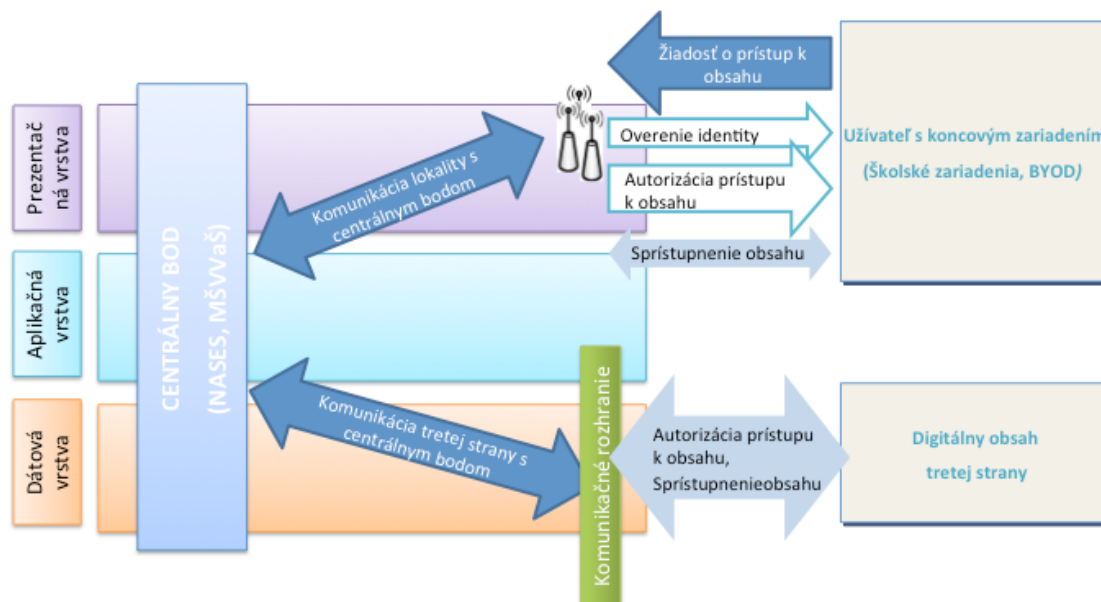 Žiadosť o prístup k
obsahu
Prezentač
ná vrstva
Overenie identity
Autorizácia prístupu
k obsahu
Užívateľ s koncovým zariadením
(Školské zariadenia, BYOD)
Komunikácia lokality s
centrálnym bodom
Sprístupnenie obsahu
Aplikačná
vrstva
CENTRÁLNY BOD
(NASES, MŠVVaŠ)
Dátová
vrstva
Komunikácia tretej strany s
centrálnym bodom
Komunikačné rozhranie
Autorizácia prístupu
k obsahu,
Sprístupnenieobsahu
Digitálny obsah
tretej strany